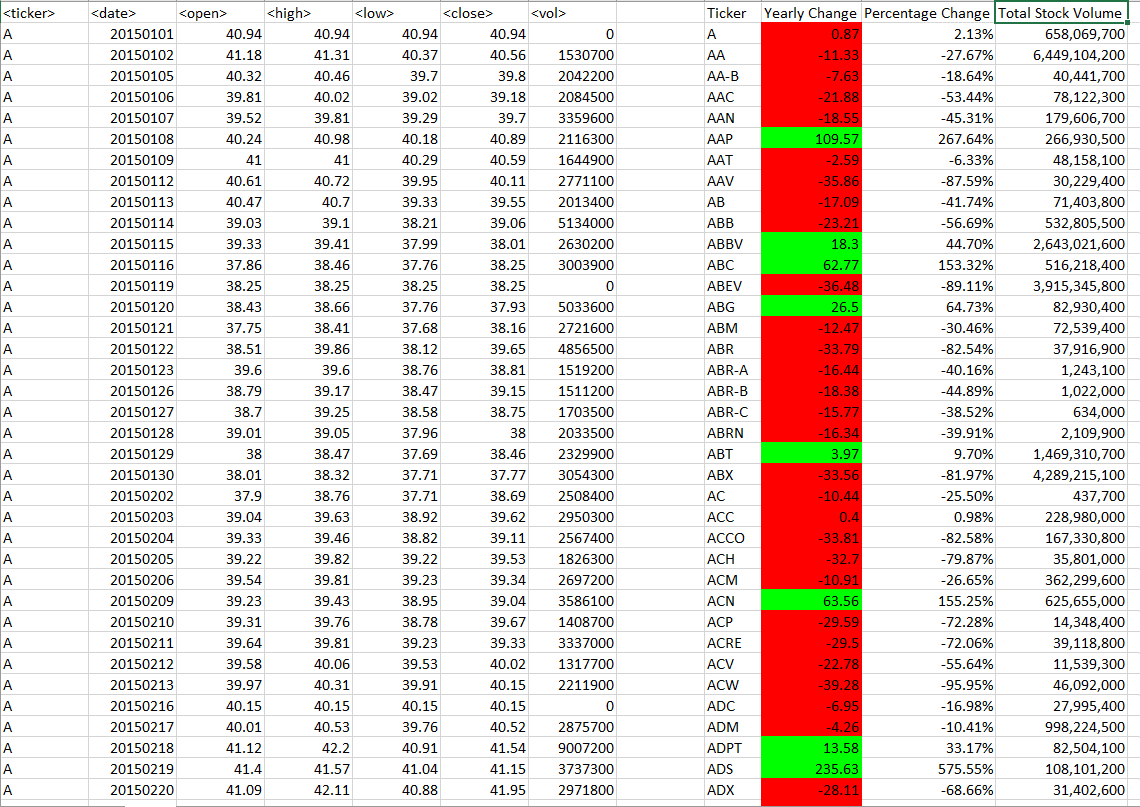 <ticker> <date> <open> <high> <low> <close> <vol> Ticker Yearly Change Percentage Change Total Stock Volume
A 20150101 40.94 40.94 40.94 40.94 0 A 0.87 2.13% 658,069,700
A 20150102 41.18 41.31 40.37 40.56 1530700 AA -11.33 -27.67% 6,449,104,200
A 20150105 40.32 40.46 39.7 39.8 2042200 AA-B -7.63 -18.64% 40,441,700
A 20150106 39.81 40.02 39.02 39.18 2084500 AAC -21.88 -53.44% 78,122,300
A 20150107 39.52 39.81 39.29 39.7 3359600 AAN -18.55 -45.31% 179,606,700
A 20150108 40.24 40.98 40.18 40.89 2116300 AAP 109.57 267.64% 266,930,500
A 20150109 41 41 40.29 40.59 1644900 AAT -2.59 -6.33% 48,158,100
A 20150112 40.61 40.72 39.95 40.11 2771100 AAV -35.86 -87.59% 30,229,400
A 20150113 40.47 40.7 39.33 39.55 2013400 AB -17.09 -41.74% 71,403,800
A 20150114 39.03 39.1 38.21 39.06 5134000 ABB -23.21 -56.69% 532,805,500
A 20150115 39.33 39.41 37.99 38.01 2630200 ABBV 18.3 44.70% 2,643,021,600
A 20150116 37.86 38.46 37.76 38.25 3003900 ABC 62.77 153.32% 516,218,400
A 20150119 38.25 38.25 38.25 38.25 0 ABEV -36.48 -89.11% 3,915,345,800
A 20150120 38.43 38.66 37.76 37.93 5033600 ABG 26.5 64.73% 82,930,400
A 20150121 37.75 38.41 37.68 38.16 2721600 ABM -12.47 -30.46% 72,539,400
A 20150122 38.51 39.86 38.12 39.65 4856500 ABR -33.79 -82.54% 37,916,900
A 20150123 39.6 39.6 38.76 38.81 1519200 ABR-A -16.44 -40.16% 1,243,100
A 20150126 38.79 39.17 38.47 39.15 1511200 ABR-B -18.38 -44.89% 1,022,000
A 20150127 38.7 39.25 38.58 38.75 1703500 ABR-C -15.77 -38.52% 634,000
A 20150128 39.01 39.05 37.96 38 2033500 ABRN -16.34 -39.91% 2,109,900
A 20150129 38 38.47 37.69 38.46 2329900 ABT 3.97 9.70% 1,469,310,700
A 20150130 38.01 38.32 37.71 37.77 3054300 ABX -33.56 -81.97% 4,289,215,100
A 20150202 37.9 38.76 37.71 38.69 2508400 AC -10.44 -25.50% 437,700
A 20150203 39.04 39.63 38.92 39.62 2950300 ACC 0.4 0.98% 228,980,000
A 20150204 39.33 39.46 38.82 39.11 2567400 ACCO -33.81 -82.58% 167,330,800
A 20150205 39.22 39.82 39.22 39.53 1826300 ACH -32.7 -79.87% 35,801,000
A 20150206 39.54 39.81 39.23 39.34 2697200 ACM -10.91 -26.65% 362,299,600
A 20150209 39.23 39.43 38.95 39.04 3586100 ACN 63.56 155.25% 625,655,000
A 20150210 39.31 39.76 38.78 39.67 1408700 ACP -29.59 -72.28% 14,348,400
A 20150211 39.64 39.81 39.23 39.33 3337000 ACRE -29.5 -72.06% 39,118,800
A 20150212 39.58 40.06 39.53 40.02 1317700 ACV -22.78 -55.64% 11,539,300
A 20150213 39.97 40.31 39.91 40.15 2211900 ACW -39.28 -95.95% 46,092,000
A 20150216 40.15 40.15 40.15 40.15 0 ADC -6.95 -16.98% 27,995,400
A 20150217 40.01 40.53 39.76 40.52 2875700 ADM -4.26 -10.41% 998,224,500
A 20150218 41.12 42.2 40.91 41.54 9007200 ADPT 13.58 33.17% 82,504,100
A 20150219 41.4 41.57 41.04 41.15 3737300 ADS 235.63 575.55% 108,101,200
A 20150220 41.09 42.11 40.88 41.95 2971800 ADX -28.11 -68.66% 31,402,600